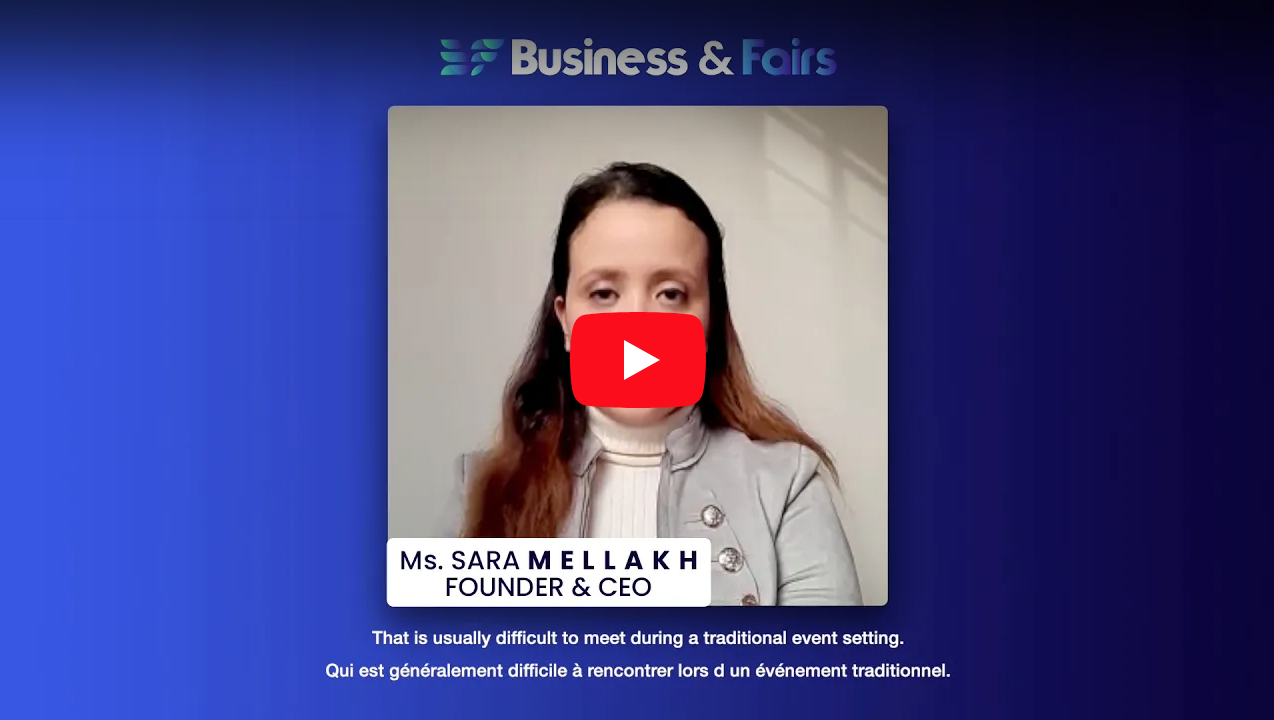 Business & Fairs
Ms. SARA MELLAKH
FOUNDER & CEO
That is usually difficult to meet during a traditional event setting.
Qui est généralement difficile à rencontrer lors d un événement traditionnel.